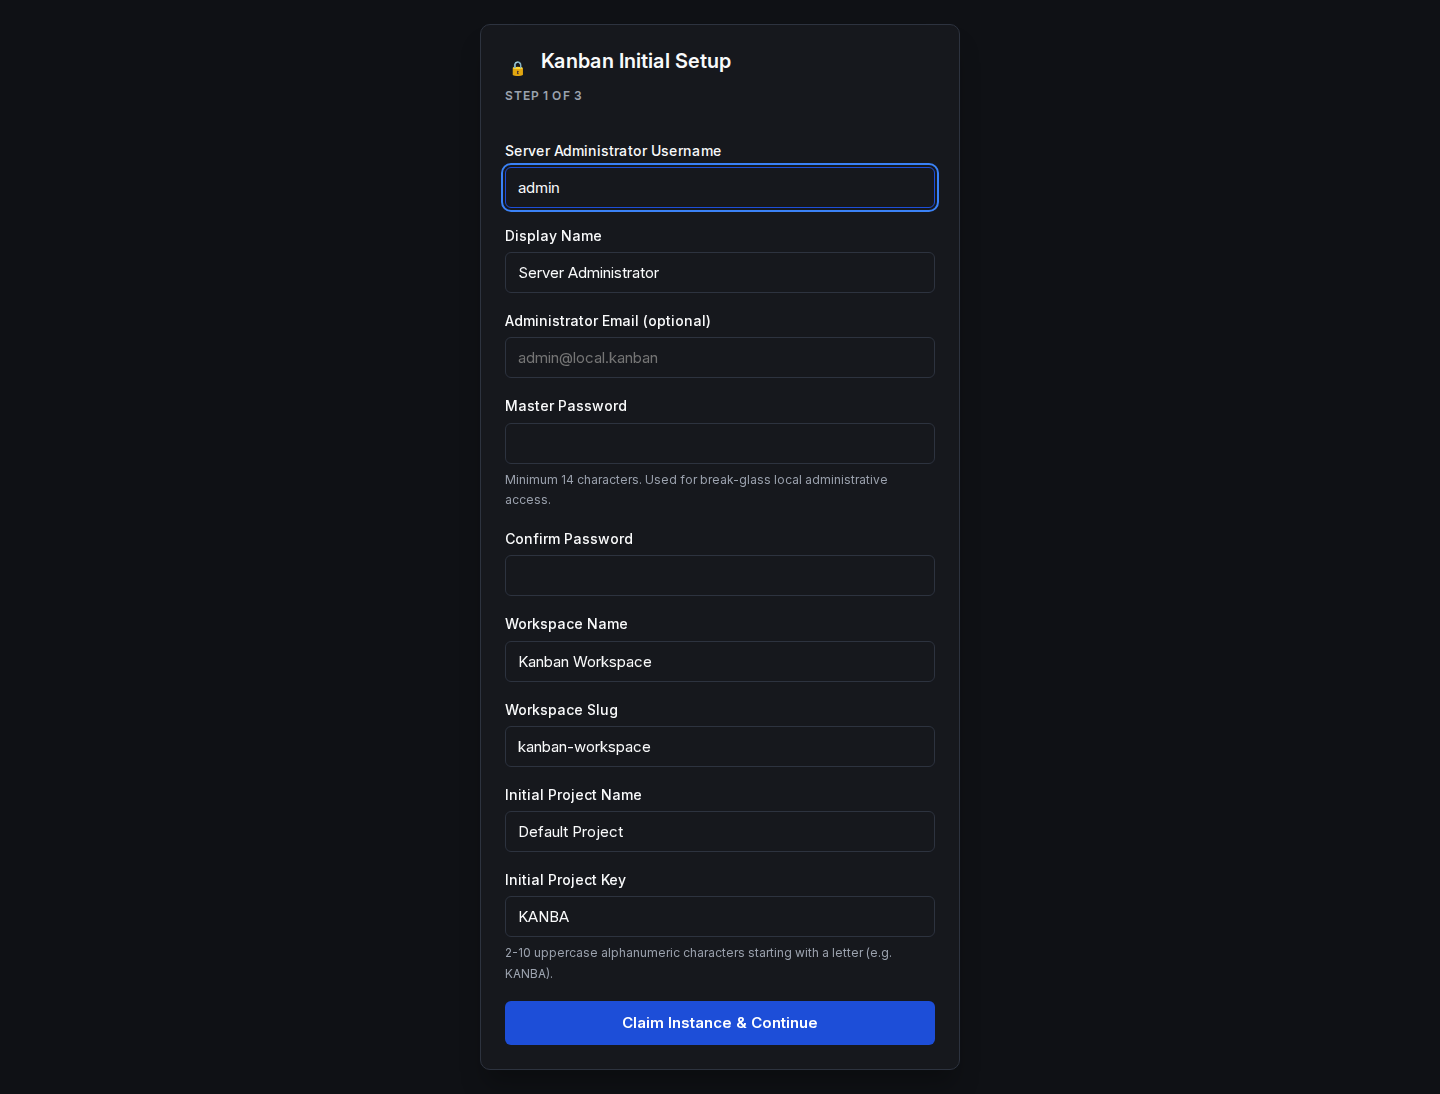 Kanban Initial Setup
STEP 1 OF 3
Server Administrator Username
admin
Display Name
Server Administrator
Administrator Email (optional)
admin@local.kanban
Master Password
Minimum 14 characters. Used for break-glass local administrative
access.
Confirm Password
Workspace Name
Kanban Workspace
Workspace Slug
kanban-workspace
Initial Project Name
Default Project
Initial Project Key
KANBA
2-10 uppercase alphanumeric characters starting with a letter (e.g.
KANBA).
Claim Instance & Continue